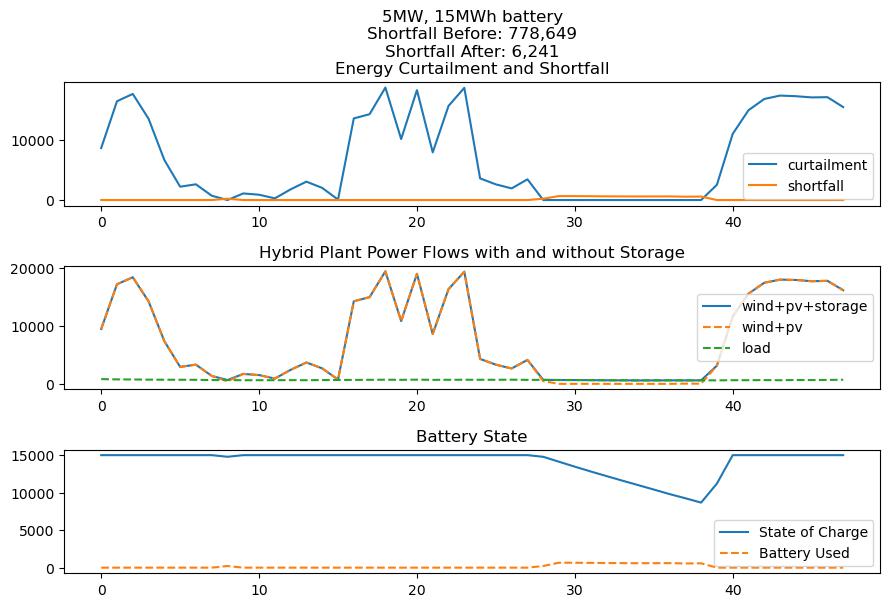 5MW, 15MWh battery
Shortfall Before: 778,649
Shortfall After: 6,241
Energy Curtailment and Shortfall
10000
0
curtailment
shortfall
0 10 20 30 40
Hybrid Plant Power Flows with and without Storage
20000
10000
0
wind+pv+storage
wind+pv
load
0 10 20 30 40
Battery State
15000
10000
5000
0
State of Charge
Battery Used
0 10 20 30 40